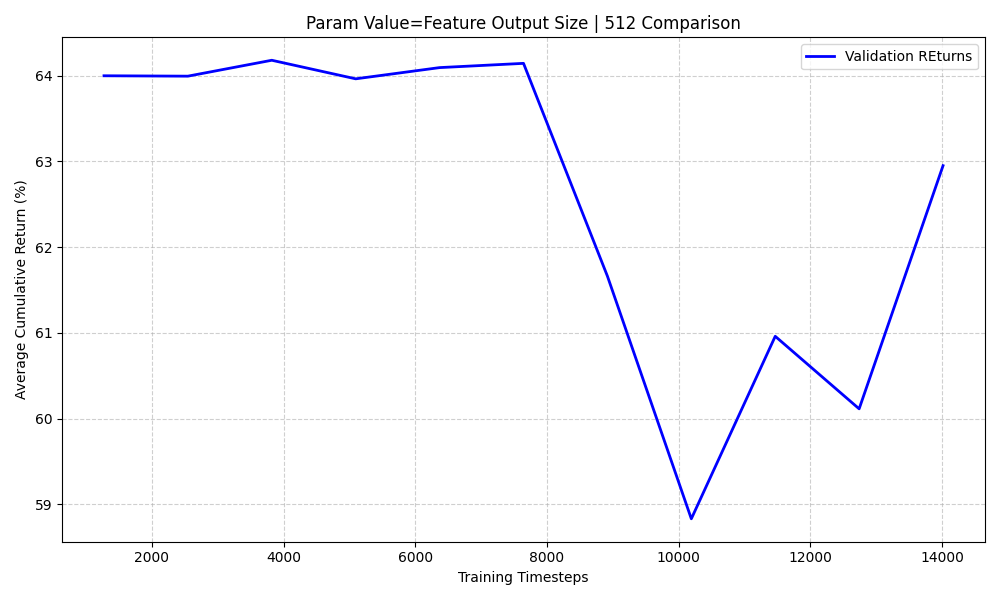 Param Value=Feature Output Size | 512 Comparison
Validation REturns
Average Cumulative Return (%)
64
63
62
61
60
59
2000 4000 6000 8000 10000 12000 14000
Training Timesteps